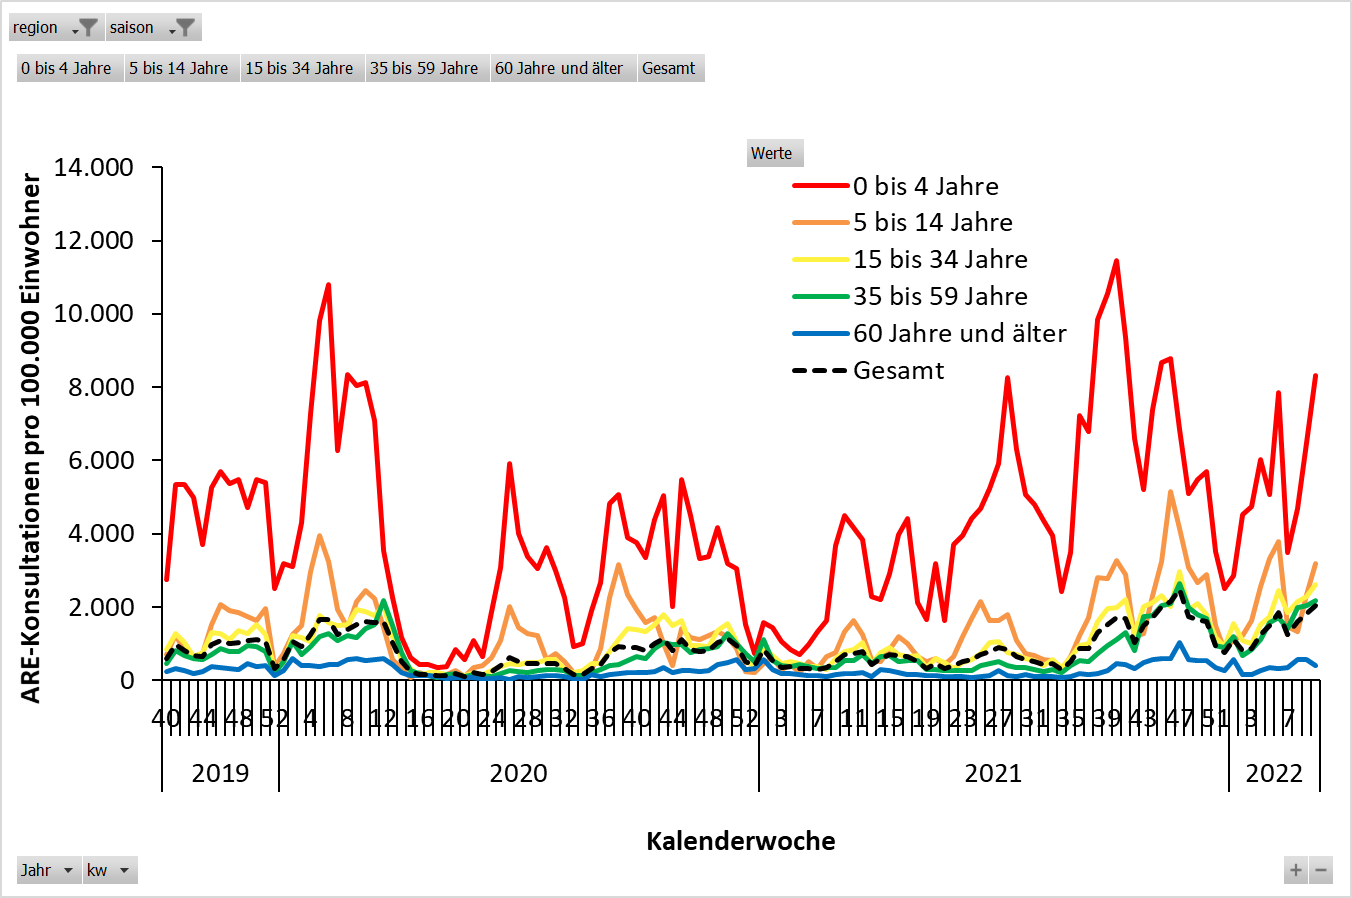 region saison
0 bis 4 Jahre 5 bis 14 Jahre 15 bis 34 Jahre 35 bis 59 Jahre 60 Jahre und älter Gesamt
Werte
0 bis 4 Jahre
5 bis 14 Jahre
15 bis 34 Jahre
35 bis 59 Jahre
60 Jahre und älter
Gesamt
ARE-Konsultationen pro 100.000 Einwohner
14.000
12.000
10.000
8.000
6.000
4.000
2.000
0
40 44 48 52 4 8 12 16 20 24 28 32 36 40 44 48 52 3 7 11 15 19 23 27 31 35 39 43 47 51 3 7
2019 2020 2021 2022
Kalenderwoche
Jahr kw + −